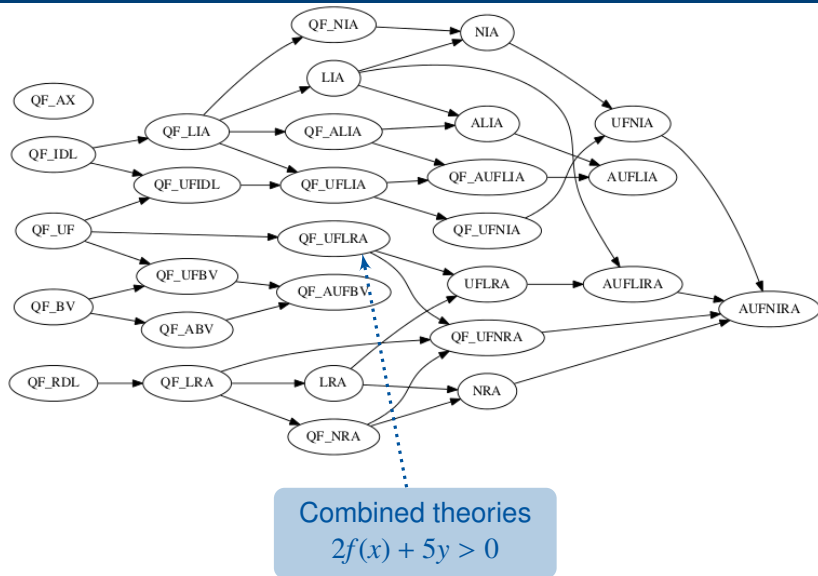 QF_NIA
NIA
LIA
QF_AX
QF_LIA
QF_ALIA
ALIA
UFNIA
QF_IDL
QF_UFIDL
QF_UFLIA
QF_AUFLIA
AUFLIA
QF_UF
QF_UFLRA
QF_UFNIA
QF_UFBV
QF_AUFBV
UFLRA
AUFLIRA
QF_BV
QF_ABV
QF_UFNRA
AUFNIRA
QF_RDL
QF_LRA
LRA
NRA
QF_NRA
Combined theories
2f(x) + 5y > 0